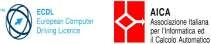 ECDL
European Computer
Driving Licence
AICA
Associazione Italiana
per l'Informatica ed
il Calcolo Automatico